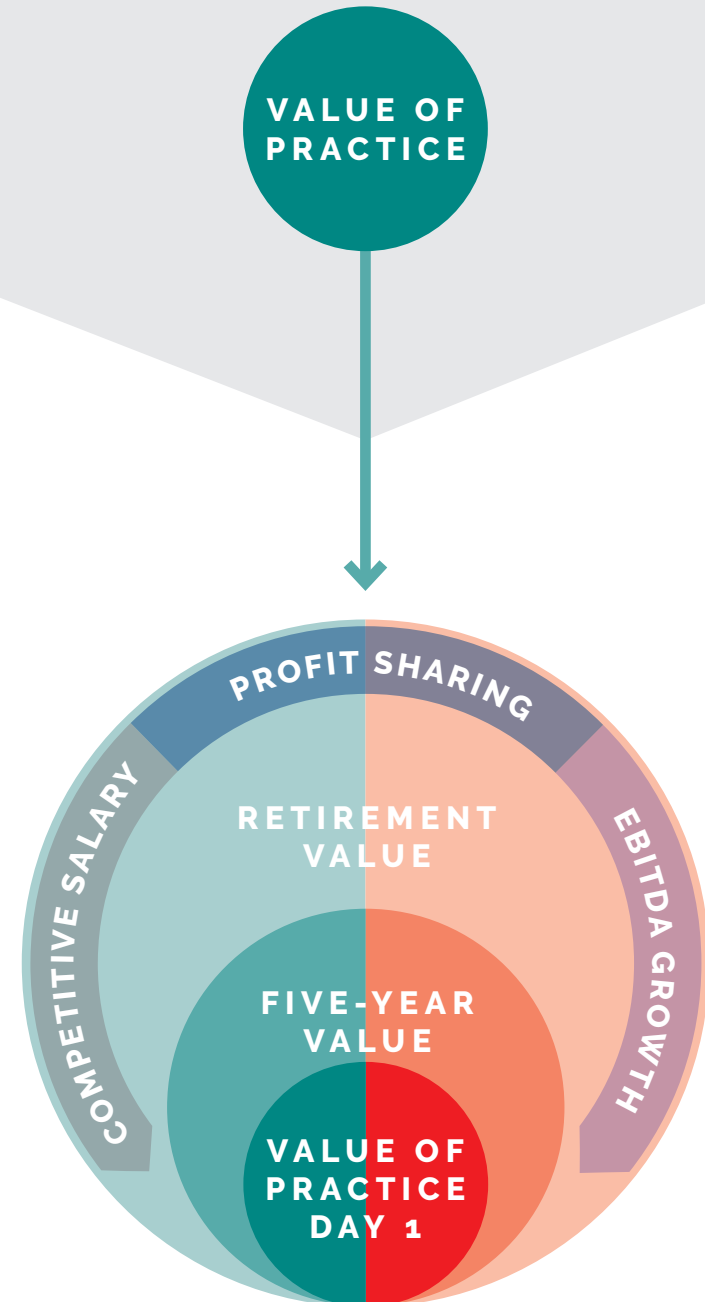 VALUE OF
PRACTICE
PROFIT SHARING
COMPETITIVE SALARY
EBITDA GROWTH
RETIREMENT
VALUE
FIVE-YEAR
VALUE
VALUE OF
PRACTICE
DAY 1